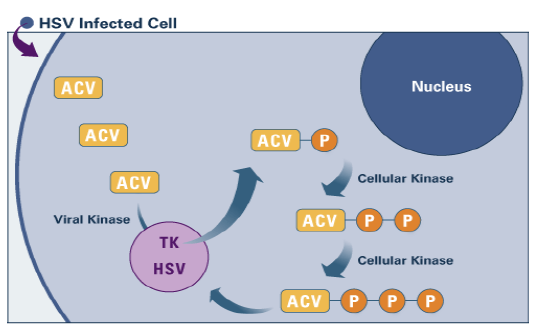 HSV Infected Cell
Nucleus
ACV
ACV
ACV
Viral Kinase
TK
HSV
ACV P
Cellular Kinase
ACV P P
Cellular Kinase
ACV P P P